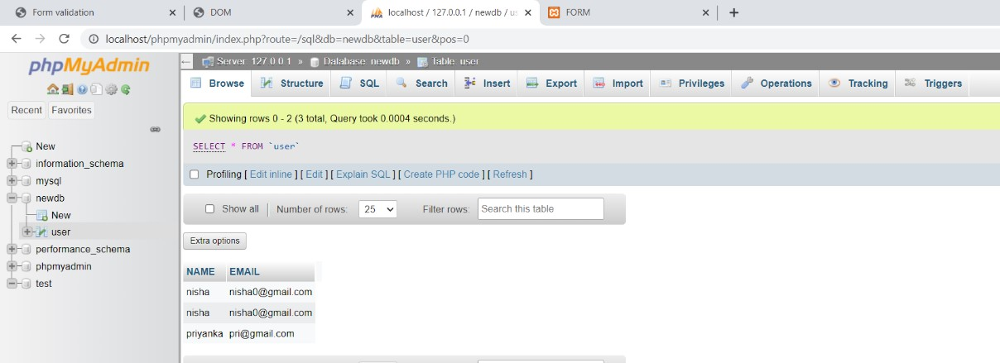 Form validation
DOM
localhost / 127.0.0.1 / newdb / us
FORM
localhost/phpmyadmin/index.php?route=/sql&db=newdb&table=user&pos=0
phpMyAdmin
Recent Favorites
New
information_schema
mysql
newdb
New
user
performance_schema
phpmyadmin
test
Server: 127.0.0.1 » Database: newdb » Table: user
Browse Structure SQL Search Insert Export Import Privileges Operations Tracking Triggers
Showing rows 0 - 2 (3 total, Query took 0.0004 seconds.)
SELECT * FROM `user`
Profiling [ Edit inline ] [ Edit ] [ Explain SQL ] [ Create PHP code ] [ Refresh ]
Show all Number of rows: 25 Filter rows: Search this table
Extra options
NAME EMAIL
nisha nisha0@gmail.com
nisha nisha0@gmail.com
priyanka pri@gmail.com